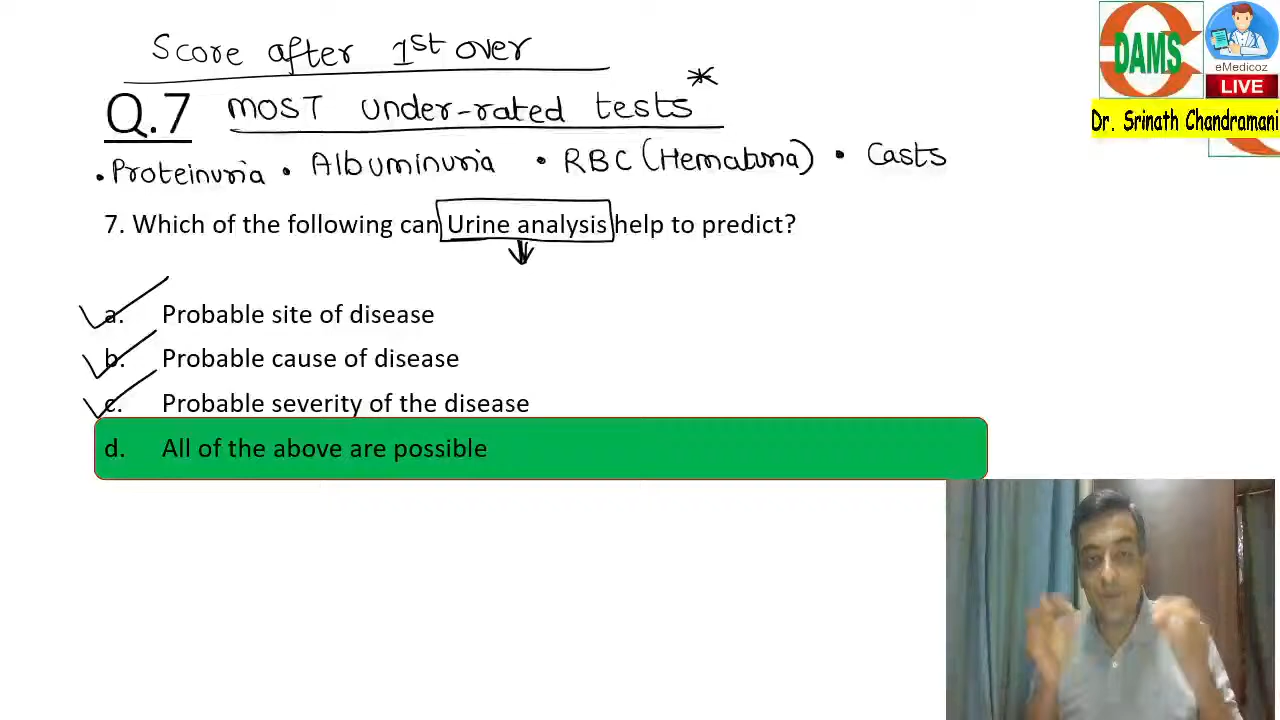 Score after 1st over
Q.7 MOST Under-rated tests*
• Proteinuria • Albuminuria • RBC (Hematuria) • Casts
7. Which of the following can Urine analysis help to predict?
a. Probable site of disease
b. Probable cause of disease
c. Probable severity of the disease
d. All of the above are possible
DAMS
eMedicoz
LIVE
Dr. Srinath Chandramani